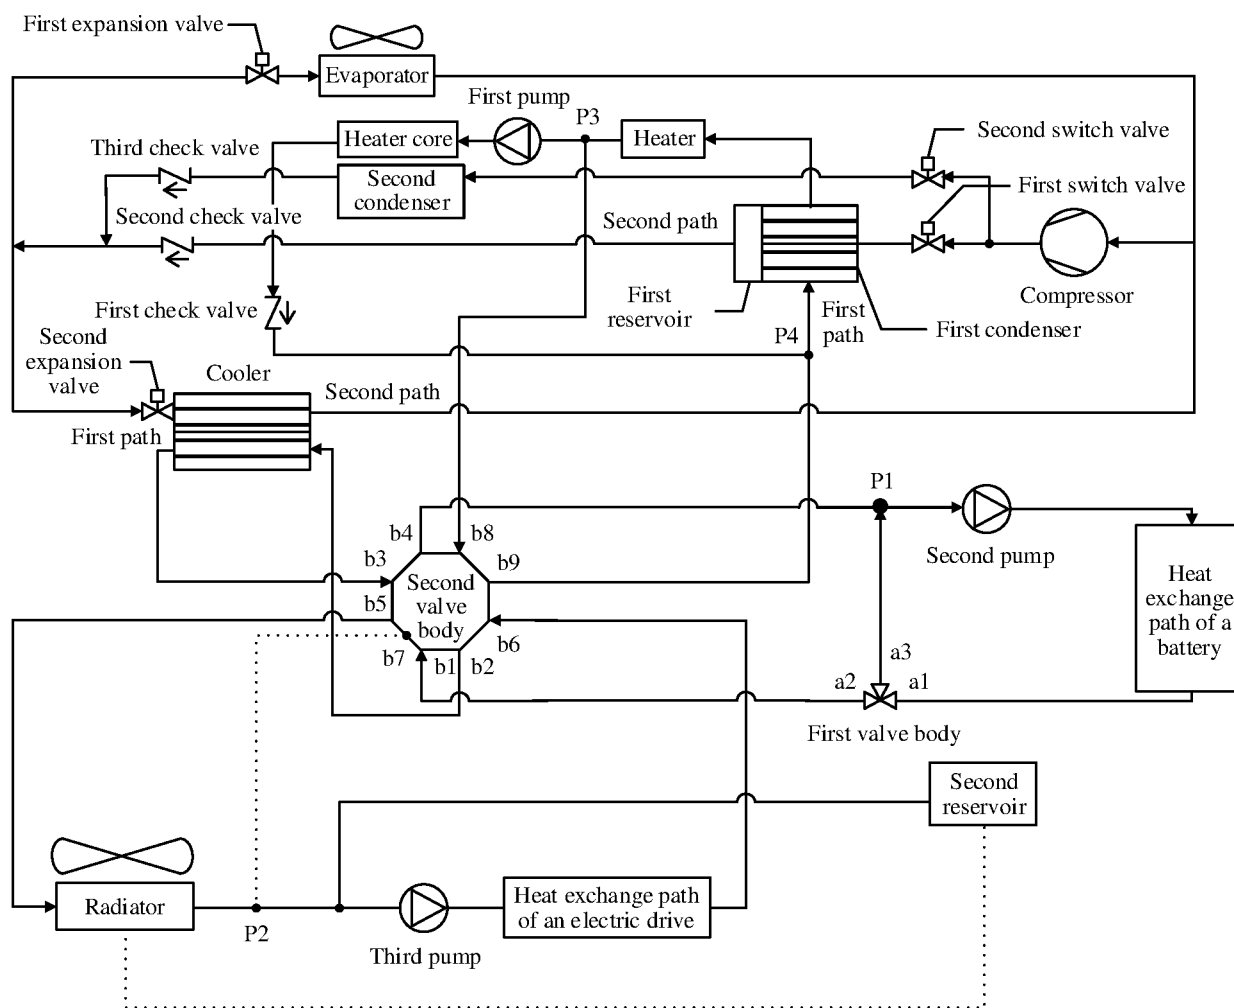 First expansion valve
Evaporator
First pump
P3
Heater core
Heater
Second switch valve
Third check valve
Second
condenser
First switch valve
Second check valve
Second path
Compressor
First check valve
First
reservoir
First
path
First condenser
P4
Second
expansion
valve
Cooler
Second path
First path
P1
b4
b8
Second pump
b3
b9
Second
valve
body
Heat
exchange
path of a
battery
b5
b6
b7
b1
b2
a3
a2
a1
First valve body
Second
reservoir
Radiator
Heat exchange path
of an electric drive
P2
Third pump